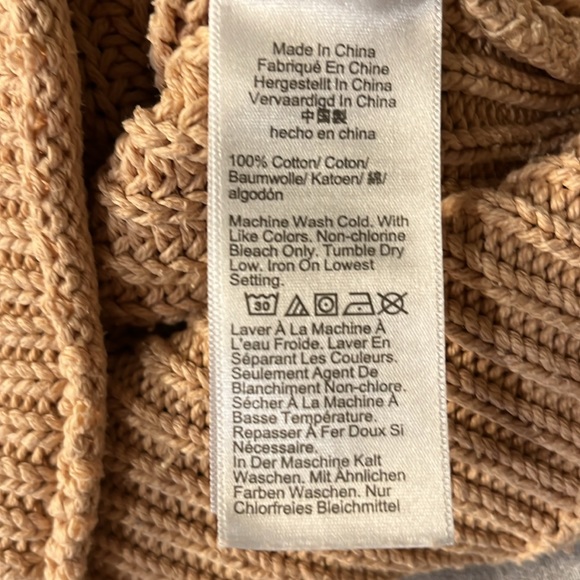 Made In China
Fabriqué En Chine
Hergestellt In China
Vervaardigd In China
中国製
hecho en china
100% Cotton/ Coton/
Baumwolle/ Katoen/ 綿/
algodón
Machine Wash Cold. With
Like Colors. Non-chlorine
Bleach Only. Tumble Dry
Low. Iron On Lowest
Setting.
30
Laver À La Machine À
L'eau Froide. Laver En
Séparant Les Couleurs.
Seulement Agent De
Blanchiment Non-chlore.
Sécher À La Machine À
Basse Température.
Repasser À Fer Doux Si
Nécessaire.
In Der Maschine Kalt
Waschen. Mit Ähnlichen
Farben Waschen. Nur
Chlorfreies Bleichmittel